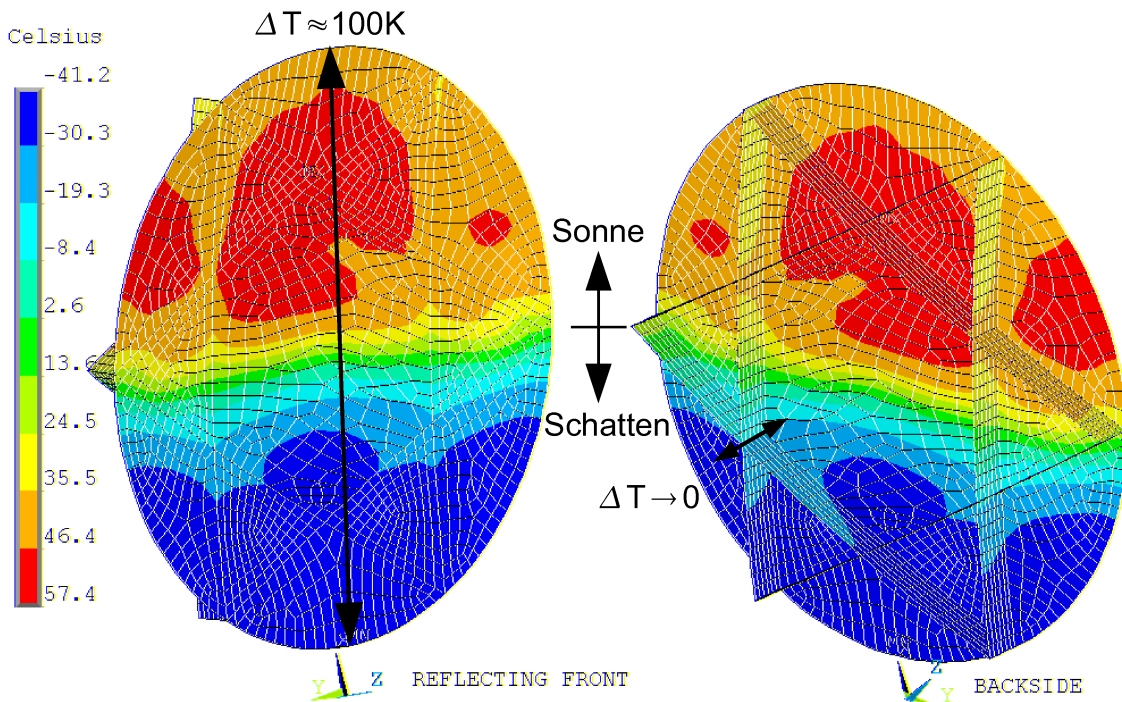 ΔT≈100K
Celsius
-41.2
-30.3
-19.3
-8.4
2.6
13.6
24.5
35.5
46.4
57.4
Sonne
Schatten
ΔT→0
Y
Z
REFLECTING FRONT
Z
Y
BACKSIDE